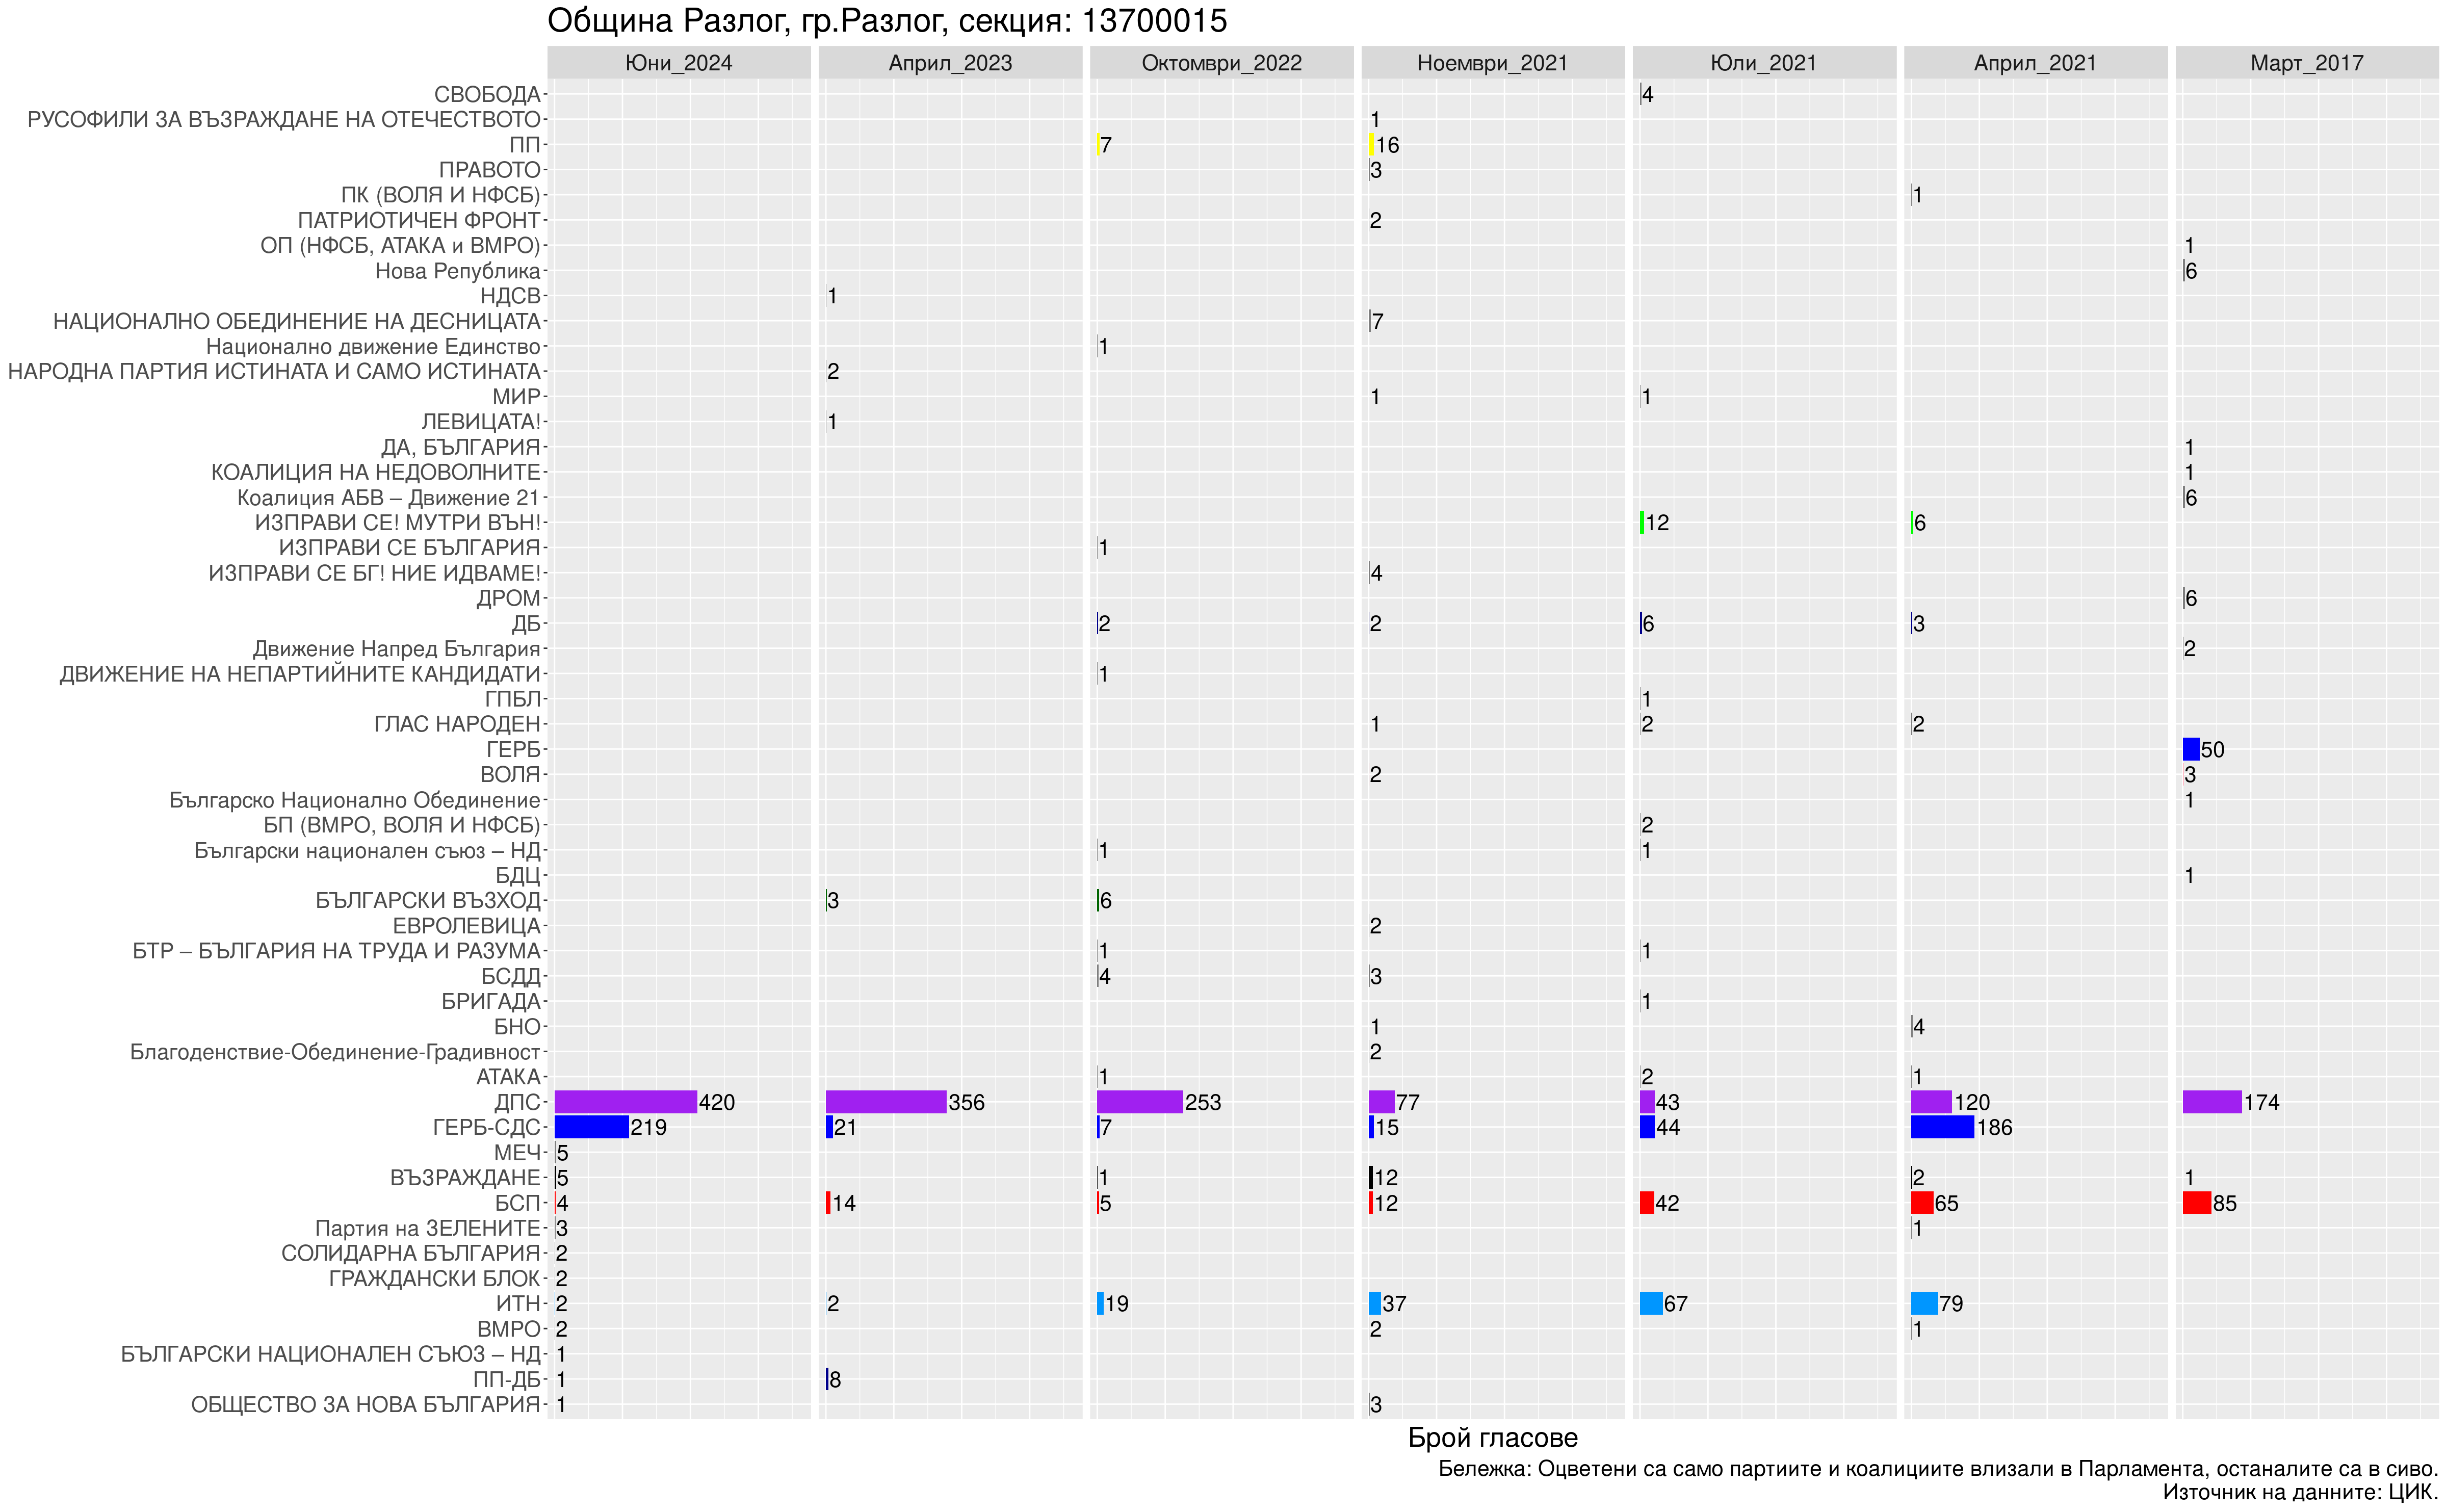 Община Разлог, гр.Разлог, секция: 13700015
Юни_2024 Април_2023 Октомври_2022 Ноември_2021 Юли_2021 Април_2021 Март_2017
СВОБОДА 4
РУСОФИЛИ ЗА ВЪЗРАЖДАНЕ НА ОТЕЧЕСТВОТО 1
ПП 7 16
ПРАВОТО 3
ПК (ВОЛЯ И НФСБ) 1
ПАТРИОТИЧЕН ФРОНТ 2
ОП (НФСБ, АТАКА и ВМРО) 1
Нова Република 6
НДСВ 1
НАЦИОНАЛНО ОБЕДИНЕНИЕ НА ДЕСНИЦАТА 7
Национално движение Единство 1
НАРОДНА ПАРТИЯ ИСТИНАТА И САМО ИСТИНАТА 2
МИР 1 1
ЛЕВИЦАТА! 1
ДА, БЪЛГАРИЯ 1
КОАЛИЦИЯ НА НЕДОВОЛНИТЕ 1
Коалиция АБВ – Движение 21 6
ИЗПРАВИ СЕ! МУТРИ ВЪН! 12 6
ИЗПРАВИ СЕ БЪЛГАРИЯ 1
ИЗПРАВИ СЕ БГ! НИЕ ИДВАМЕ! 4
ДРОМ 6
ДБ 2 2 6 3
Движение Напред България 2
ДВИЖЕНИЕ НА НЕПАРТИЙНИТЕ КАНДИДАТИ 1
ГПБЛ 1
ГЛАС НАРОДЕН 1 2 2
ГЕРБ 50
ВОЛЯ 2 3
Българско Национално Обединение 1
БП (ВМРО, ВОЛЯ И НФСБ) 2
Български национален съюз – НД 1 1
БДЦ 1
БЪЛГАРСКИ ВЪЗХОД 3 6
ЕВРОЛЕВИЦА 2
БТР – БЪЛГАРИЯ НА ТРУДА И РАЗУМА 1 1
БСДД 4 3
БРИГАДА 1
БНО 1 4
Благоденствие-Обединение-Градивност 2
АТАКА 1 2 1
ДПС 420 356 253 77 43 120 174
ГЕРБ-СДС 219 21 7 15 44 186
МЕЧ 5
ВЪЗРАЖДАНЕ 5 1 12 2 1
БСП 4 14 5 12 42 65 85
Партия на ЗЕЛЕНИТЕ 3 1
СОЛИДАРНА БЪЛГАРИЯ 2
ГРАЖДАНСКИ БЛОК 2
ИТН 2 2 19 37 67 79
ВМРО 2 2 1
БЪЛГАРСКИ НАЦИОНАЛЕН СЪЮЗ – НД 1
ПП-ДБ 1 8
ОБЩЕСТВО ЗА НОВА БЪЛГАРИЯ 1 3
Брой гласове
Бележка: Оцветени са само партиите и коалициите влизали в Парламента, останалите са в сиво.
Източник на данните: ЦИК.